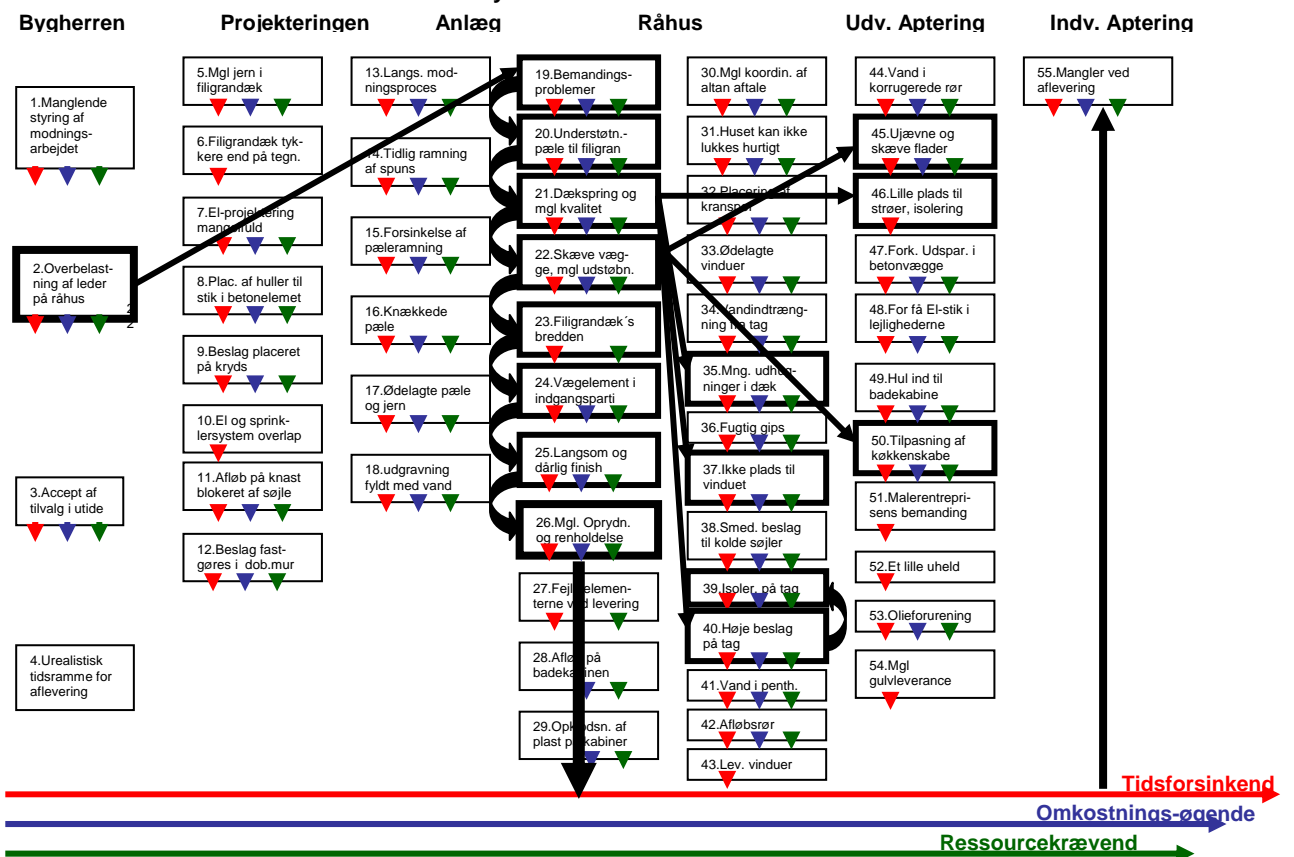 Bygherren
Projekteringen
Anlæg
Råhus
Udv. Aptering
Indv. Aptering
1.Manglende
styring af
modnings-
arbejdet
2.Overbelast-
ning af leder
på råhus
2
2
3.Accept af
tilvalg i utide
4.Urealistisk
tidsramme for
aflevering
5.Mgl jern i
filigrandæk
6.Filigrandæk tyk-
kere end på tegn.
7.El-projektering
mangfuld
8.Plac. af huller til
stik i betonelemet
9.Beslag placeret
på kryds
10.El og sprink-
lersystem overlap
11.Afløb på knast
blokeret af søjle
12.Beslag fast-
gøres i dob.mur
13.Langs. mod-
ningsproces
14.Tidlig ramning
af spuns
15.Forsinkelse af
pæleramning
16.Knækkede
pæle
17.Ødelagte pæle
og jern
18.udgravning
fyldt med vand
19.Bemandings-
problemer
20.Understøtn.-
pæle til filigran
21.Dækspring og
mgl kvalitet
22.Skæve væg-
ge, mgl udstøbn.
23.Filigrandæk´s
bredden
24.Vægelement i
indgangsparti
25.Langsom og
dårlig finish
26.Mgl. Oprydn.
og renholdelse
27.Fejl i elemen-
terne ved levering
28.Afløb på
badekabinen
29.Opklodsn. af
plast på kabiner
30.Mgl koordin. af
altan aftale
31.Huset kan ikke
lukkes hurtigt
32.Placering af
kranspor
33.Ødelagte
vinduer
34.Vandindtræng-
ning fra tag
35.Mng. udhug-
ninger i dæk
36.Fugtig gips
37.Ikke plads til
vinduet
38.Smed. beslag
til kolde søjler
39.Isoler. på tag
40.Høje beslag
på tag
41.Vand i penth.
42.Afløbsrør
43.Lev. vinduer
44.Vand i
korrugerede rør
45.Ujævne og
skæve flader
46.Lille plads til
strøer, isolering
47.Fork. Udspar. i
betonvægge
48.For få El-stik i
lejlighederne
49.Hul ind til
badekabine
50.Tilpasning af
køkkenskabe
51.Malerentrepri-
sens bemanding
52.Et lille uheld
53.Olieforurening
54.Mgl
gulvleverance
55.Mangler ved
aflevering
Tidsforsinkend
Omkostnings-øgende
Ressourcekrævend